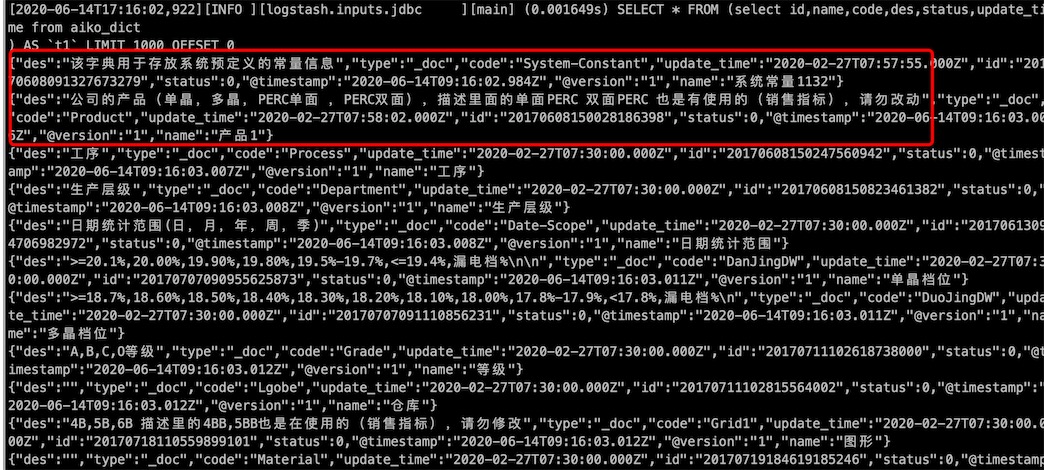 [2020-06-14T17:16:02,922][INFO ][logstash.inputs.jdbc     ][main] (0.001649s) SELECT * FROM (select id,name,code,des,status,update_ti
me from aiko_dict
) AS `t1` LIMIT 1000 OFFSET 0
{"des":"该字典用于存放系统预定义的常量信息","type":"_doc","code":"System-Constant","update_time":"2020-02-27T07:57:55.000Z","id":"201
70608091327673279","status":0,"@timestamp":"2020-06-14T09:16:02.984Z","@version":"1","name":"系统常量1132"}
{"des":"公司的产品（单晶，多晶，PERC单面 ，PERC双面），描述里面的单面PERC 双面PERC 也是有使用的（销售指标），请勿改动","type":"_doc",
"code":"Product","update_time":"2020-02-27T07:58:02.000Z","id":"20170608150028186398","status":0,"@timestamp":"2020-06-14T09:16:03.00
5Z","@version":"1","name":"产品1"}
{"des":"工序","type":"_doc","code":"Process","update_time":"2020-02-27T07:30:00.000Z","id":"20170608150247560942","status":0,"@timest
amp":"2020-06-14T09:16:03.007Z","@version":"1","name":"工序"}
{"des":"生产层级","type":"_doc","code":"Department","update_time":"2020-02-27T07:30:00.000Z","id":"20170608150823461382","status":0,"
@timestamp":"2020-06-14T09:16:03.008Z","@version":"1","name":"生产层级"}
{"des":"日期统计范围(日，月，年，周，季)","type":"_doc","code":"Date-Scope","update_time":"2020-02-27T07:30:00.000Z","id":"2017061309
4706982972","status":0,"@timestamp":"2020-06-14T09:16:03.008Z","@version":"1","name":"日期统计范围"}
{"des":">=20.1%,20.00%,19.90%,19.80%,19.5%-19.7%,<=19.4%,漏电档%\n\n","type":"_doc","code":"DanJingDW","update_time":"2020-02-27T07:3
0:00.000Z","id":"20170707090955625873","status":0,"@timestamp":"2020-06-14T09:16:03.011Z","@version":"1","name":"单晶档位"}
{"des":">=18.7%,18.60%,18.50%,18.40%,18.30%,18.20%,18.10%,18.00%,17.8%-17.9%,<17.8%,漏电档%\n","type":"_doc","code":"DuoJingDW","upda
te_time":"2020-02-27T07:30:00.000Z","id":"20170707091110856231","status":0,"@timestamp":"2020-06-14T09:16:03.011Z","@version":"1","na
me":"多晶档位"}
{"des":"A,B,C,O等级","type":"_doc","code":"Grade","update_time":"2020-02-27T07:30:00.000Z","id":"20170711102618738000","status":0,"@t
imestamp":"2020-06-14T09:16:03.012Z","@version":"1","name":"等级"}
{"des":"","type":"_doc","code":"Lgobe","update_time":"2020-02-27T07:30:00.000Z","id":"20170711102815564002","status":0,"@timestamp":"
2020-06-14T09:16:03.012Z","@version":"1","name":"仓库"}
{"des":"4B,5B,6B 描述里的4BB,5BB也是在使用的（销售指标），请勿修改","type":"_doc","code":"Grid1","update_time":"2020-02-27T07:30:00.0
00Z","id":"20170718110559899101","status":0,"@timestamp":"2020-06-14T09:16:03.012Z","@version":"1","name":"图形"}
{"des":"","type":"_doc","code":"Material","update_time":"2020-02-27T07:30:00.000Z","id":"20170719184619185246","status":0,"@timestamp